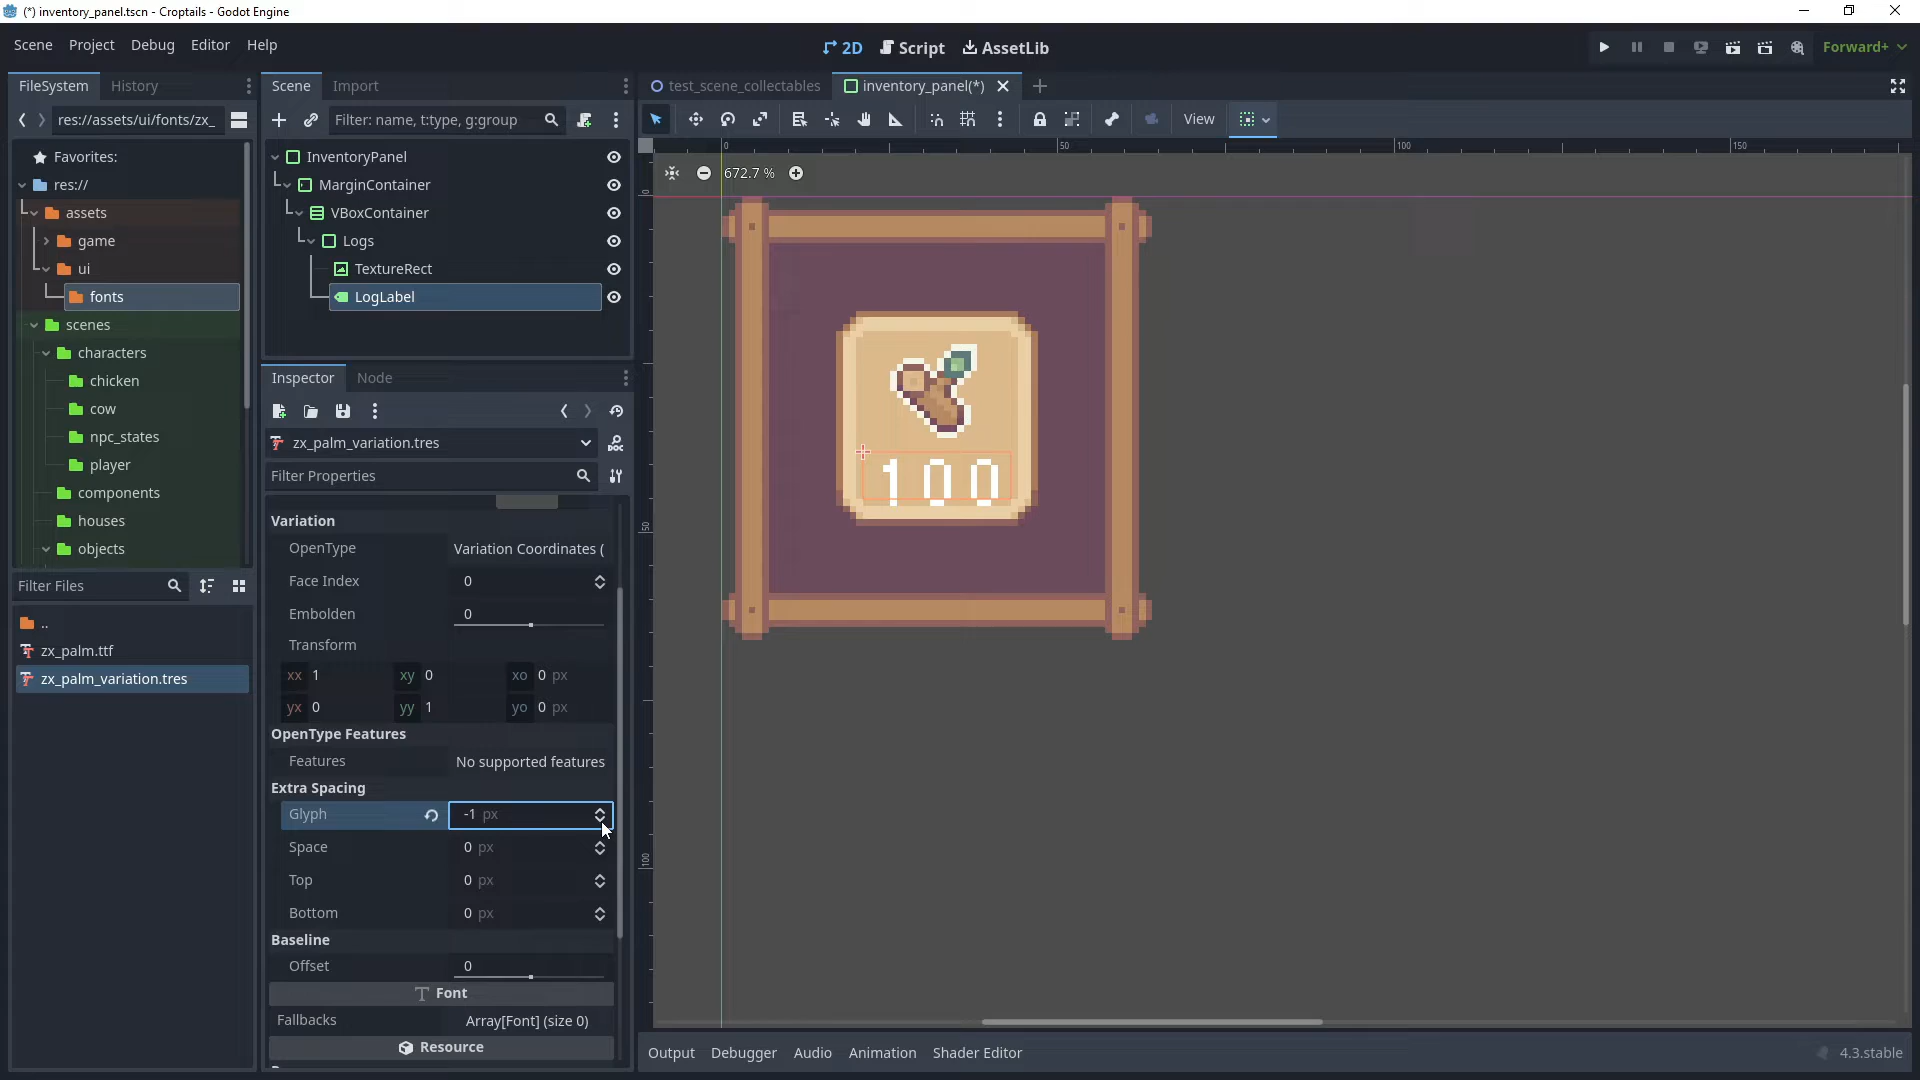 (*) inventory_panel.tscn - Croptails - Godot Engine
Scene Project Debug Editor Help
2D Script AssetLib
Forward+
FileSystem History
res://assets/ui/fonts/zx_
Favorites:
res://
assets
game
ui
fonts
scenes
characters
chicken
cow
npc_states
player
components
houses
objects
Filter Files
..
zx_palm.ttf
zx_palm_variation.tres
Scene Import
Filter: name, t:type, g:group
InventoryPanel
MarginContainer
VBoxContainer
Logs
TextureRect
LogLabel
Inspector Node
zx_palm_variation.tres
DOC
Filter Properties
Variation
OpenType Variation Coordinates (
Face Index 0
Embolden 0
Transform
xx 1 xy 0 xo 0 px
yx 0 yy 1 yo 0 px
OpenType Features
Features No supported features
Extra Spacing
Glyph -1 px
Space 0 px
Top 0 px
Bottom 0 px
Baseline
Offset 0
Font
Fallbacks Array[Font] (size 0)
Resource
test_scene_collectables inventory_panel(*)
View
0 50 100 150
672.7 %
0
50
100
100
Output Debugger Audio Animation Shader Editor
4.3.stable